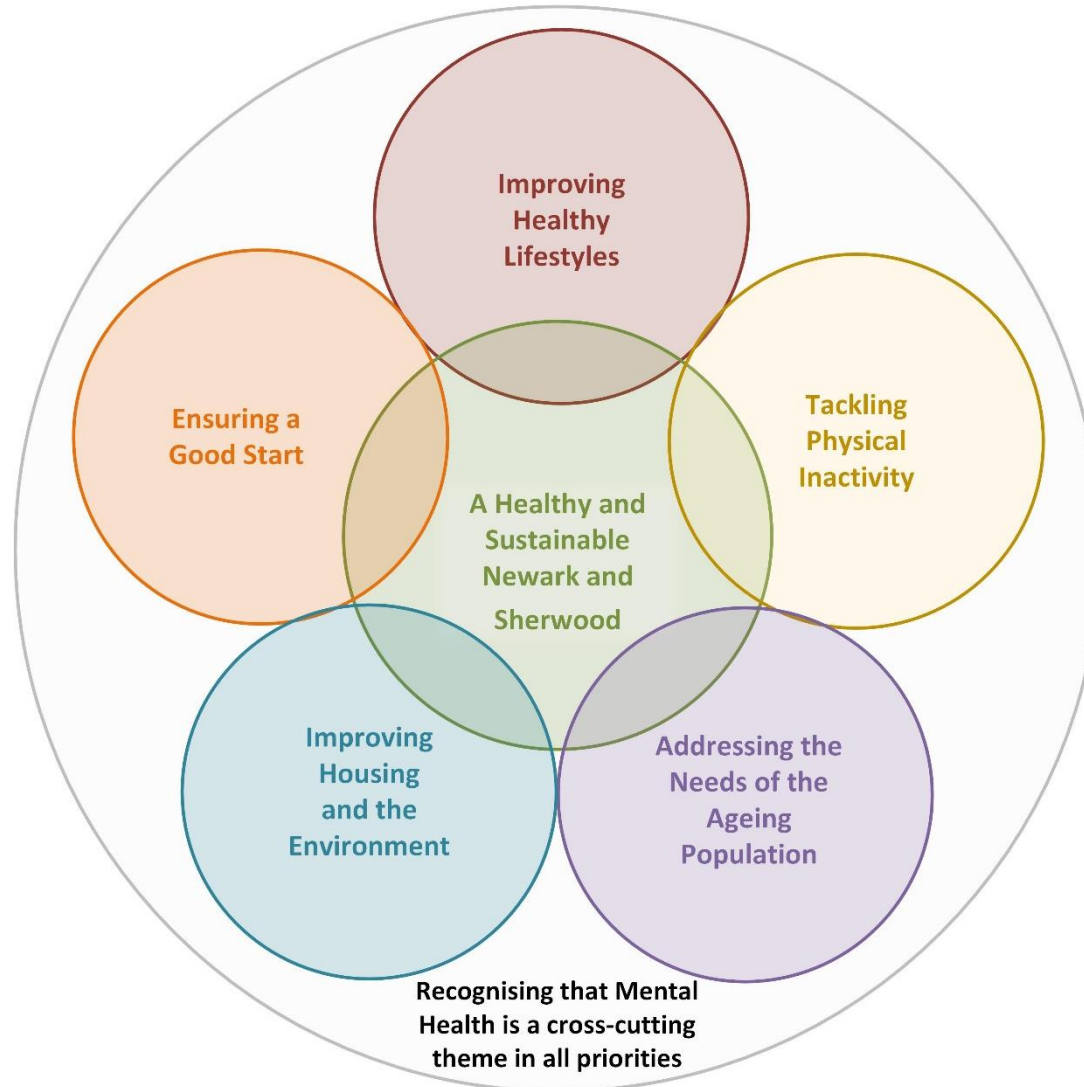 Improving
Healthy
Lifestyles
Ensuring a
Good Start
Tackling
Physical
Inactivity
A Healthy and
Sustainable
Newark and
Sherwood
Improving
Housing
and the
Environment
Addressing the
Needs of the
Ageing
Population
Recognising that Mental
Health is a cross-cutting
theme in all priorities